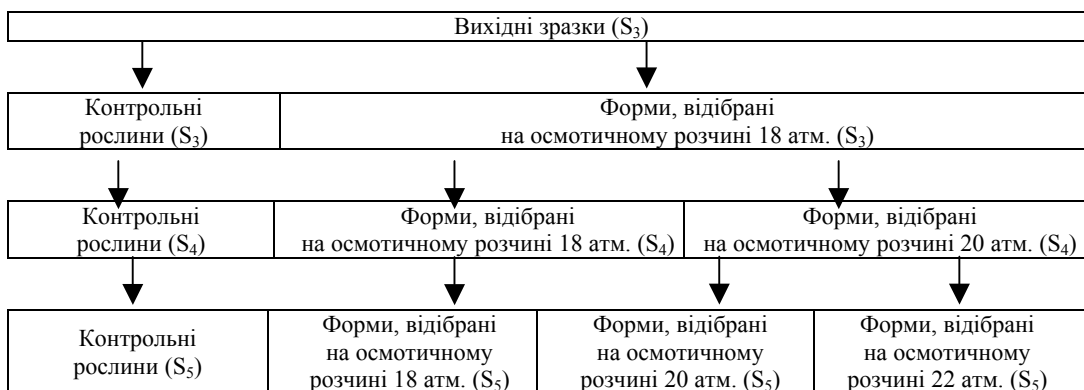 Вихідні зразки (S₃)
Контрольні
рослини (S₃)
Форми, відібрані
на осмотичному розчині 18 атм. (S₃)
Контрольні
рослини (S₄)
Форми, відібрані
на осмотичному розчині 18 атм. (S₄)
Форми, відібрані
на осмотичному розчині 20 атм. (S₄)
Контрольні
рослини (S₅)
Форми, відібрані
на осмотичному
розчині 18 атм. (S₅)
Форми, відібрані
на осмотичному
розчині 20 атм. (S₅)
Форми, відібрані
на осмотичному
розчині 22 атм. (S₅)